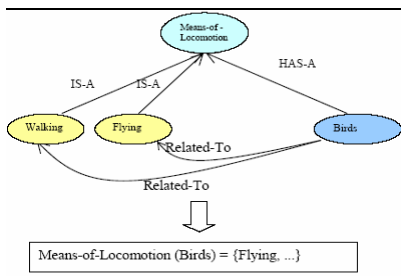 Means-of -
Locomotion
HAS-A
IS-A
IS-A
Walking
Flying
Birds
Related-To
Related-To
Means-of-Locomotion (Birds) = {Flying, ...}